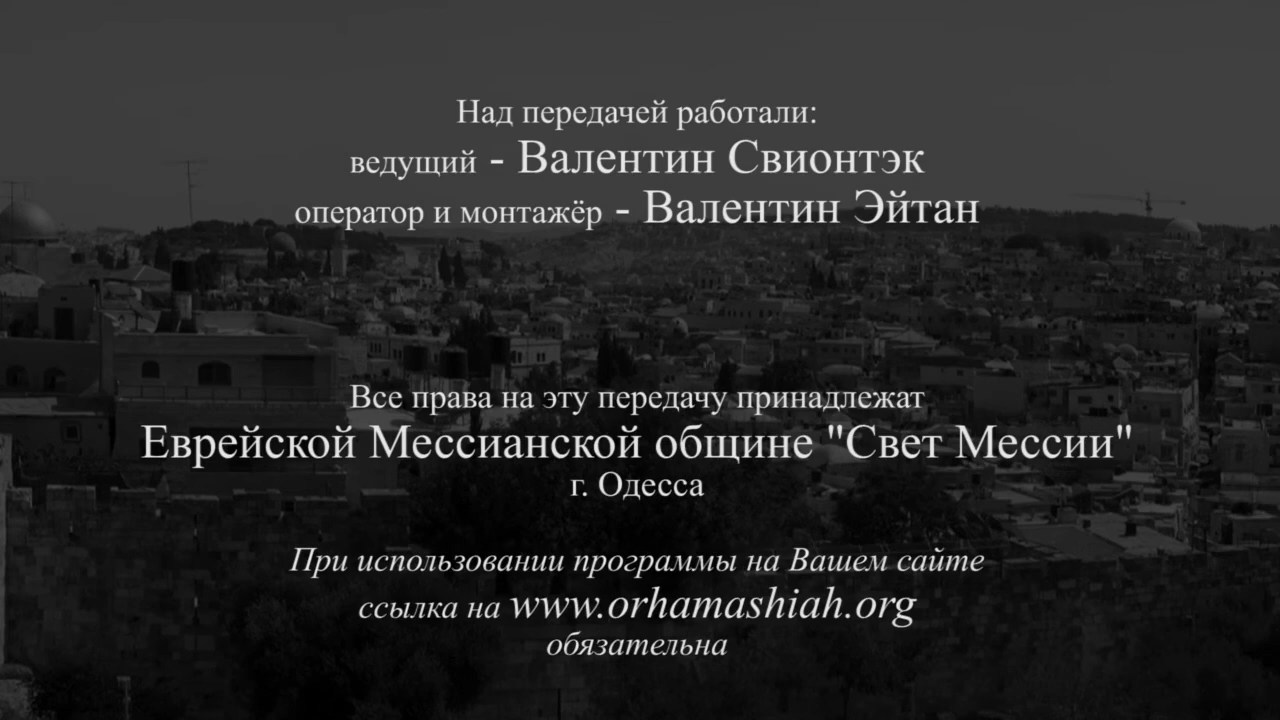 Над передачей работали:
ведущий - Валентин Свионтэк
оператор и монтажёр - Валентин Эйтан
Все права на эту передачу принадлежат
Еврейской Мессианской общине "Свет Мессии"
г. Одесса
При использовании программы на Вашем сайте
ссылка на www.orhamashiah.org
обязательна